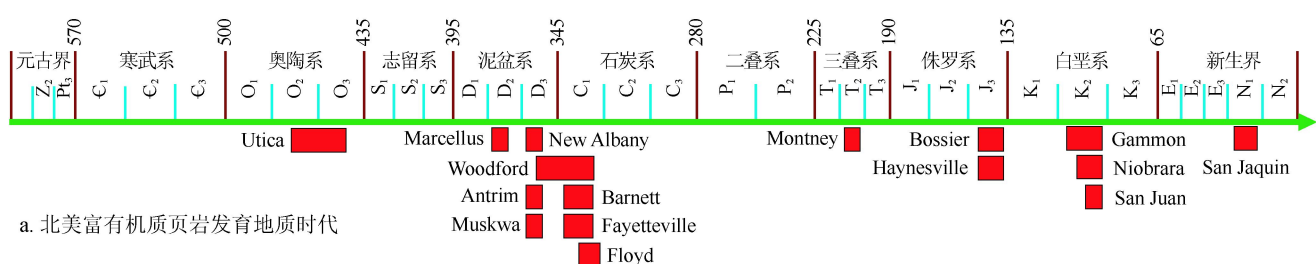 570 500 435 395 345 280 225 190 135 65
元古界 寒武系 奥陶系 志留系 泥盆系 石炭系 二叠系 三叠系 侏罗系 白垩系 新生界
Z₂ Pt₃ Є₁ Є₂ Є₃ O₁ O₂ O₃ S₁ S₂ S₃ D₁ D₂ D₃ C₁ C₂ C₃ P₁ P₂ T₁ T₂ T₃ J₁ J₂ J₃ K₁ K₂ K₃ E₁ E₂ E₃ N₁ N₂
Utica Marcellus New Albany Montney Bossier Gammon
Woodford Haynesville Niobrara San Jaquin
Antrim Barnett San Juan
a. 北美富有机质页岩发育地质时代 Muskwa Fayetteville
Floyd